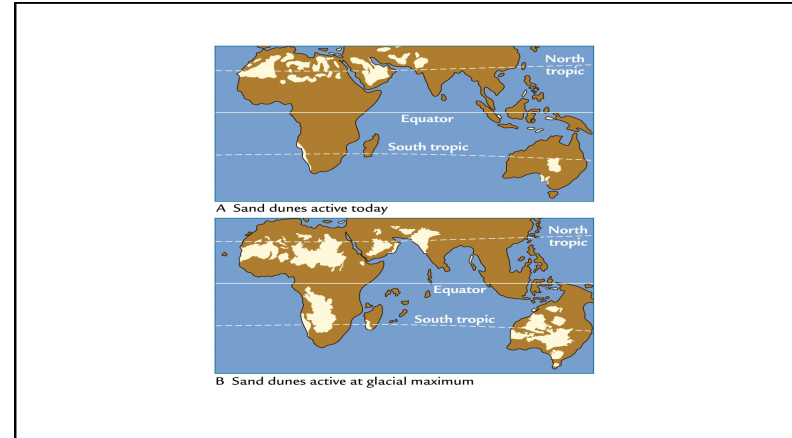 North
tropic
Equator
South tropic
A Sand dunes active today
North
tropic
Equator
South tropic
B Sand dunes active at glacial maximum